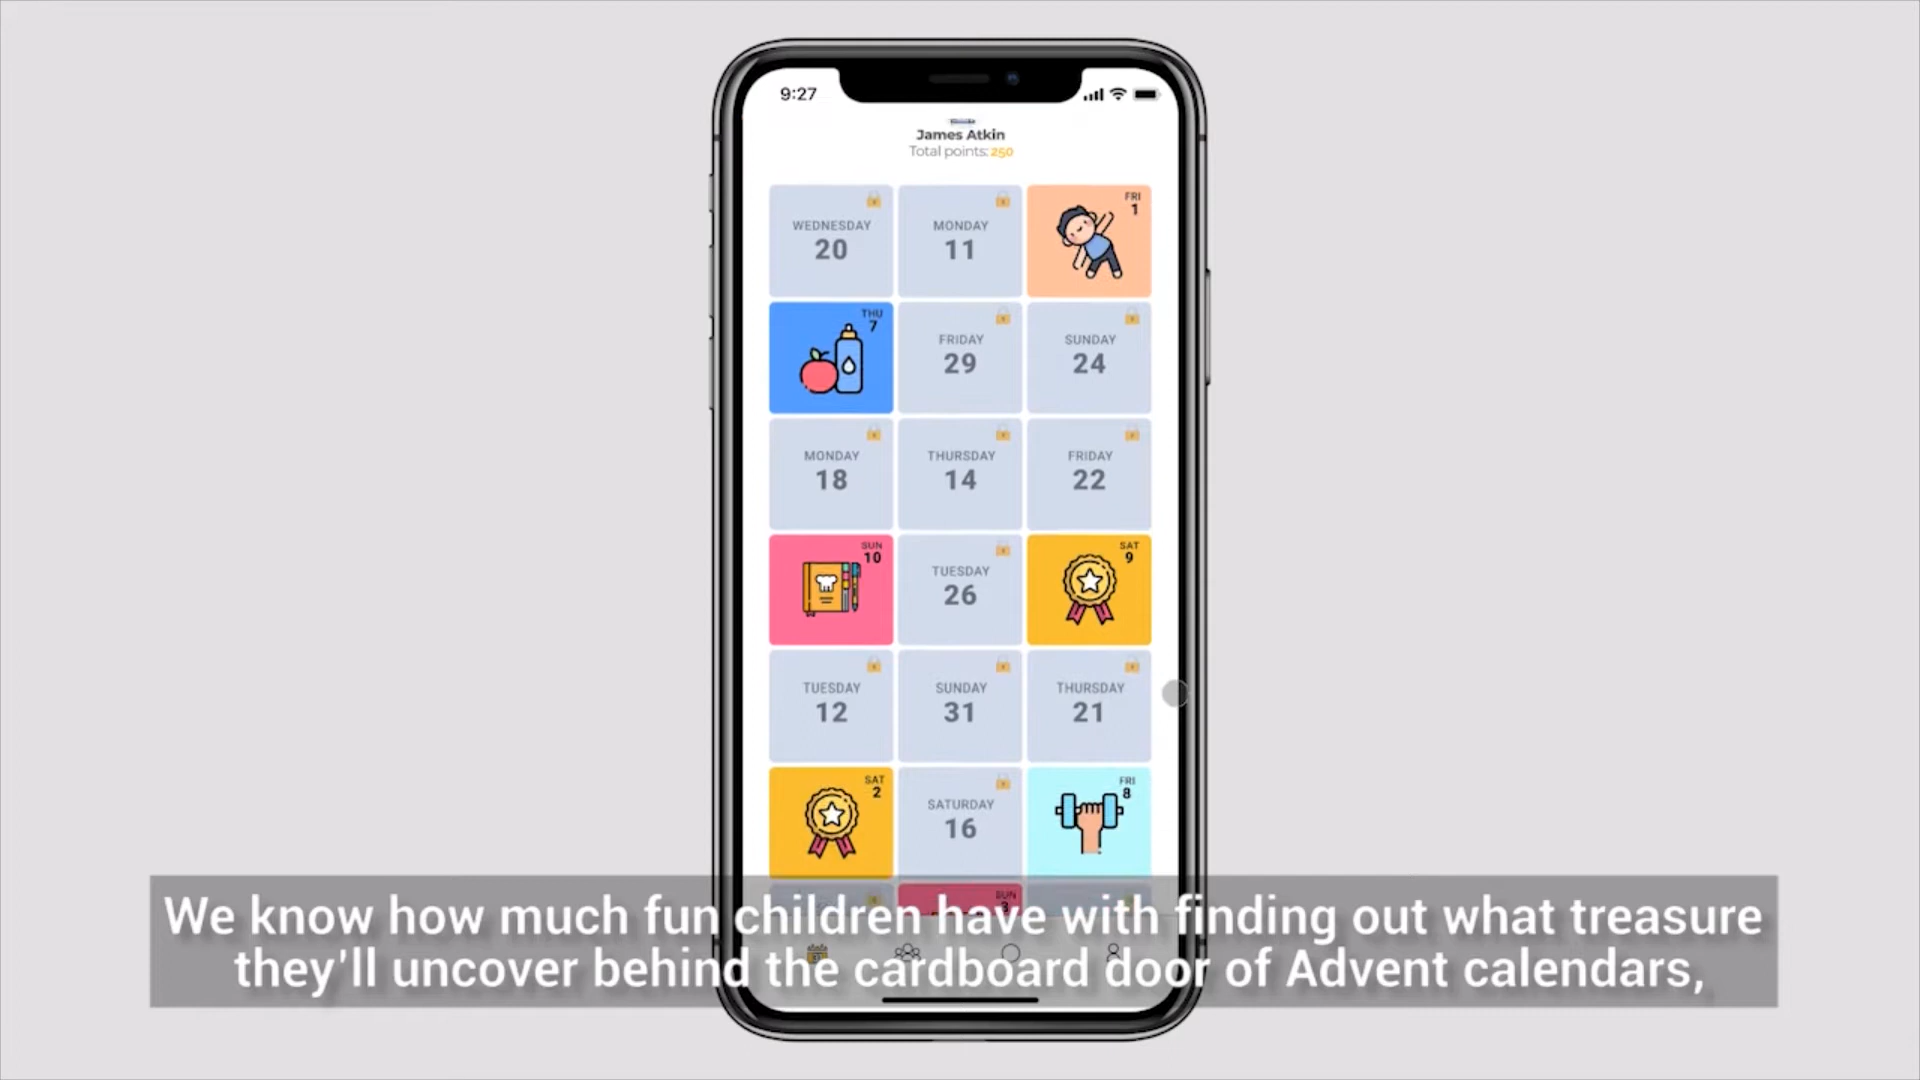 9:27
James Atkin
Total points: 250
WEDNESDAY
20
MONDAY
11
FRI
1
THU
7
FRIDAY
29
SUNDAY
24
MONDAY
18
THURSDAY
14
FRIDAY
22
SUN
10
TUESDAY
26
SAT
9
TUESDAY
12
SUNDAY
31
THURSDAY
21
SAT
2
SATURDAY
16
FRI
8
SUN
3
We know how much fun children have with finding out what treasure
they'll uncover behind the cardboard door of Advent calendars,